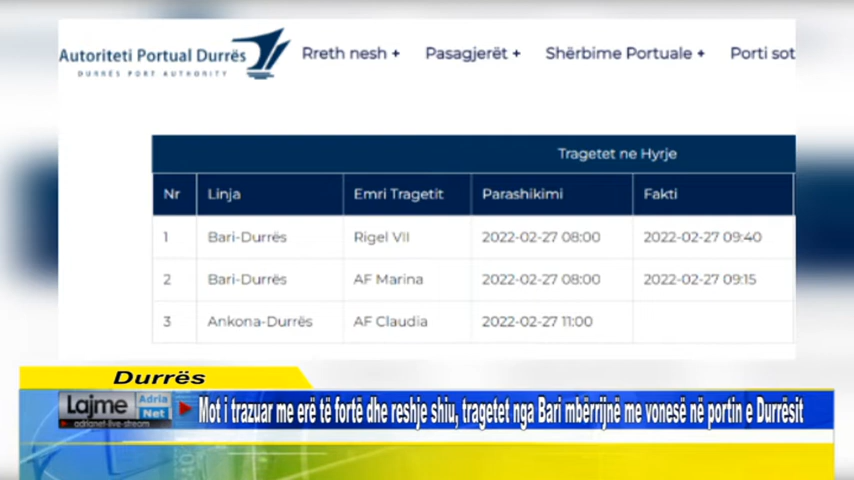 Autoriteti Portual Durrës
DURRËS PORT AUTHORITY
Rreth nesh + Pasagjerët + Shërbime Portuale + Porti sot
Tragetet ne Hyrje
Nr Linja Emri Tragetit Parashikimi Fakti
1 Bari-Durrës Rigel VII 2022-02-27 08:00 2022-02-27 09:40
2 Bari-Durrës AF Marina 2022-02-27 08:00 2022-02-27 09:15
3 Ankona-Durrës AF Claudia 2022-02-27 11:00
Durrës
Lajme Adria Net
adrianet-live-stream
Mot i trazuar me erë të fortë dhe reshje shiu, tragetet nga Bari mbërrijnë me vonesë në portin e Durrësit